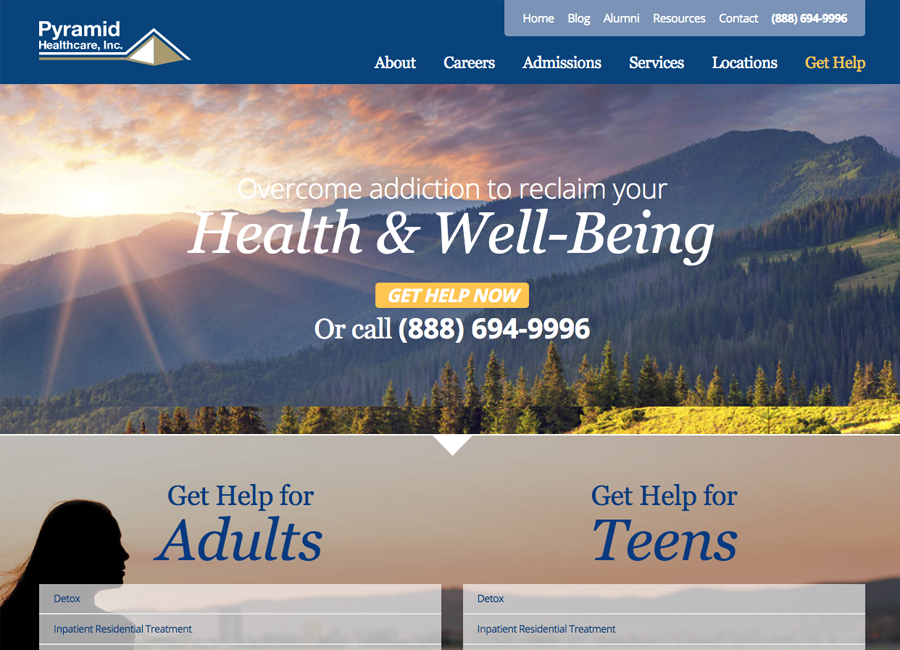 Pyramid
Healthcare, Inc.
Home Blog Alumni Resources Contact (888) 694-9996
About Careers Admissions Services Locations Get Help
Overcome addiction to reclaim your
Health & Well-Being
GET HELP NOW
Or call (888) 694-9996
Get Help for
Adults
Detox
Inpatient Residential Treatment
Get Help for
Teens
Detox
Inpatient Residential Treatment